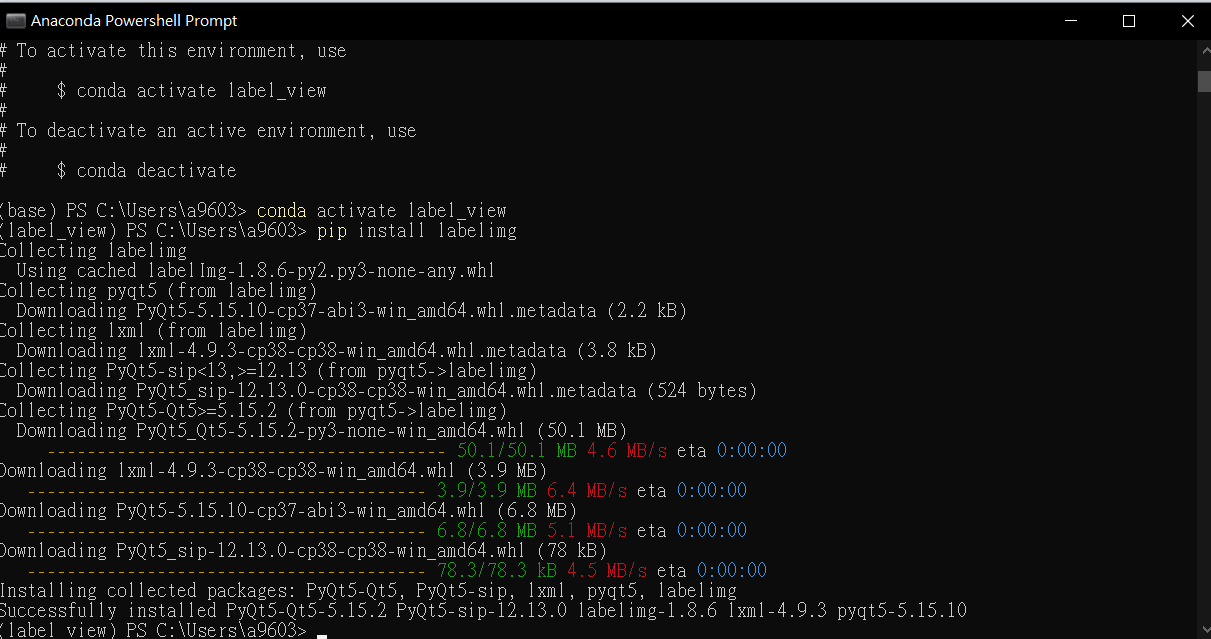 Anaconda Powershell Prompt
# To activate this environment, use
#
#     $ conda activate label_view
#
# To deactivate an active environment, use
#
#     $ conda deactivate
(base) PS C:\Users\a9603> conda activate label_view
(label_view) PS C:\Users\a9603> pip install labelimg
Collecting labelimg
  Using cached labelImg-1.8.6-py2.py3-none-any.whl
Collecting pyqt5 (from labelimg)
  Downloading PyQt5-5.15.10-cp37-abi3-win_amd64.whl.metadata (2.2 kB)
Collecting lxml (from labelimg)
  Downloading lxml-4.9.3-cp38-cp38-win_amd64.whl.metadata (3.8 kB)
Collecting PyQt5-sip<13,>=12.13 (from pyqt5->labelimg)
  Downloading PyQt5_sip-12.13.0-cp38-cp38-win_amd64.whl.metadata (524 bytes)
Collecting PyQt5-Qt5>=5.15.2 (from pyqt5->labelimg)
  Downloading PyQt5_Qt5-5.15.2-py3-none-win_amd64.whl (50.1 MB)
     ---------------------------------------- 50.1/50.1 MB 4.6 MB/s eta 0:00:00
Downloading lxml-4.9.3-cp38-cp38-win_amd64.whl (3.9 MB)
   ---------------------------------------- 3.9/3.9 MB 6.4 MB/s eta 0:00:00
Downloading PyQt5-5.15.10-cp37-abi3-win_amd64.whl (6.8 MB)
   ---------------------------------------- 6.8/6.8 MB 5.1 MB/s eta 0:00:00
Downloading PyQt5_sip-12.13.0-cp38-cp38-win_amd64.whl (78 kB)
   ---------------------------------------- 78.3/78.3 kB 4.5 MB/s eta 0:00:00
Installing collected packages: PyQt5-Qt5, PyQt5-sip, lxml, pyqt5, labelimg
Successfully installed PyQt5-Qt5-5.15.2 PyQt5-sip-12.13.0 labelimg-1.8.6 lxml-4.9.3 pyqt5-5.15.10
(label_view) PS C:\Users\a9603>